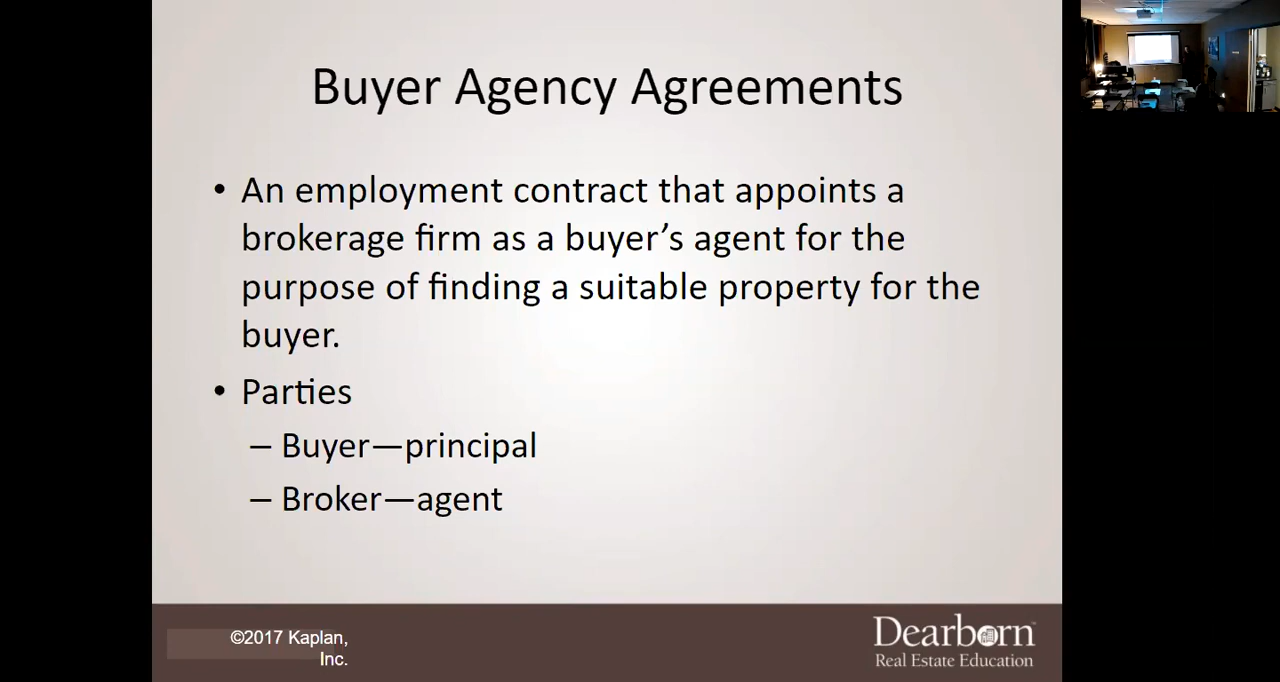 Buyer Agency Agreements
• An employment contract that appoints a
brokerage firm as a buyer’s agent for the
purpose of finding a suitable property for the
buyer.
• Parties
– Buyer—principal
– Broker—agent
©2017 Kaplan,
Inc.
Dearborn™
Real Estate Education